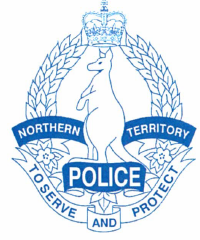 NORTHERN TERRITORY
POLICE
TO SERVE AND PROTECT